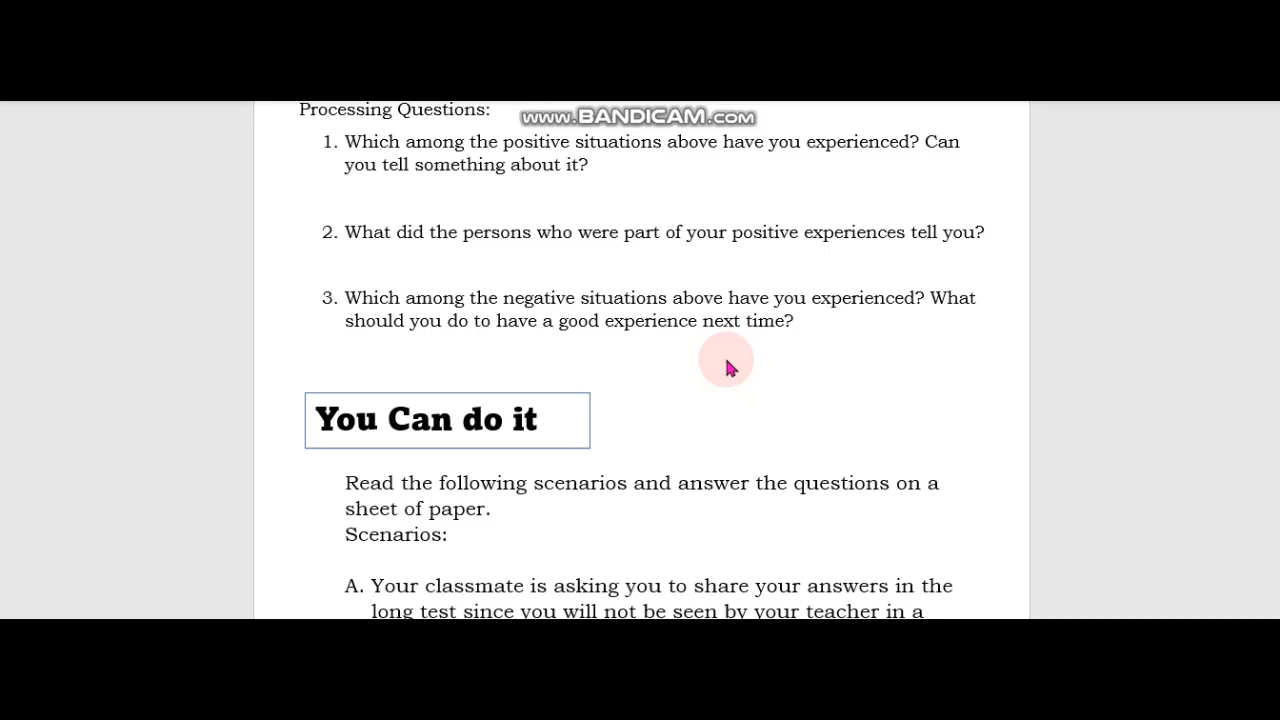 Processing Questions:
www.BANDICAM.com
1. Which among the positive situations above have you experienced? Can
you tell something about it?
2. What did the persons who were part of your positive experiences tell you?
3. Which among the negative situations above have you experienced? What
should you do to have a good experience next time?
You Can do it
Read the following scenarios and answer the questions on a
sheet of paper.
Scenarios:
A. Your classmate is asking you to share your answers in the
long test since you will not be seen by your teacher in a